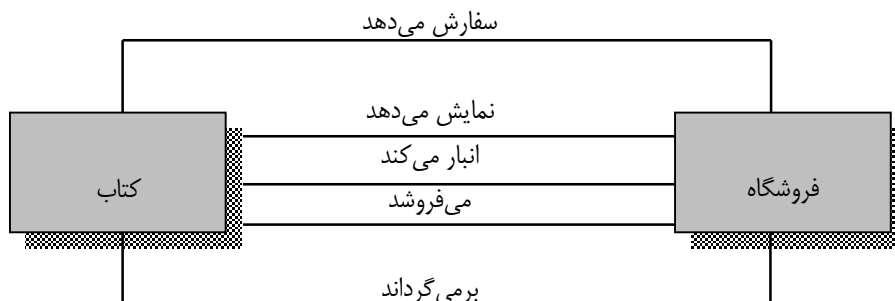 سفارش می‌دهد
نمایش می‌دهد
انبار می‌کند
فروشگاه
کتاب
می‌فروشد
برمی‌گرداند